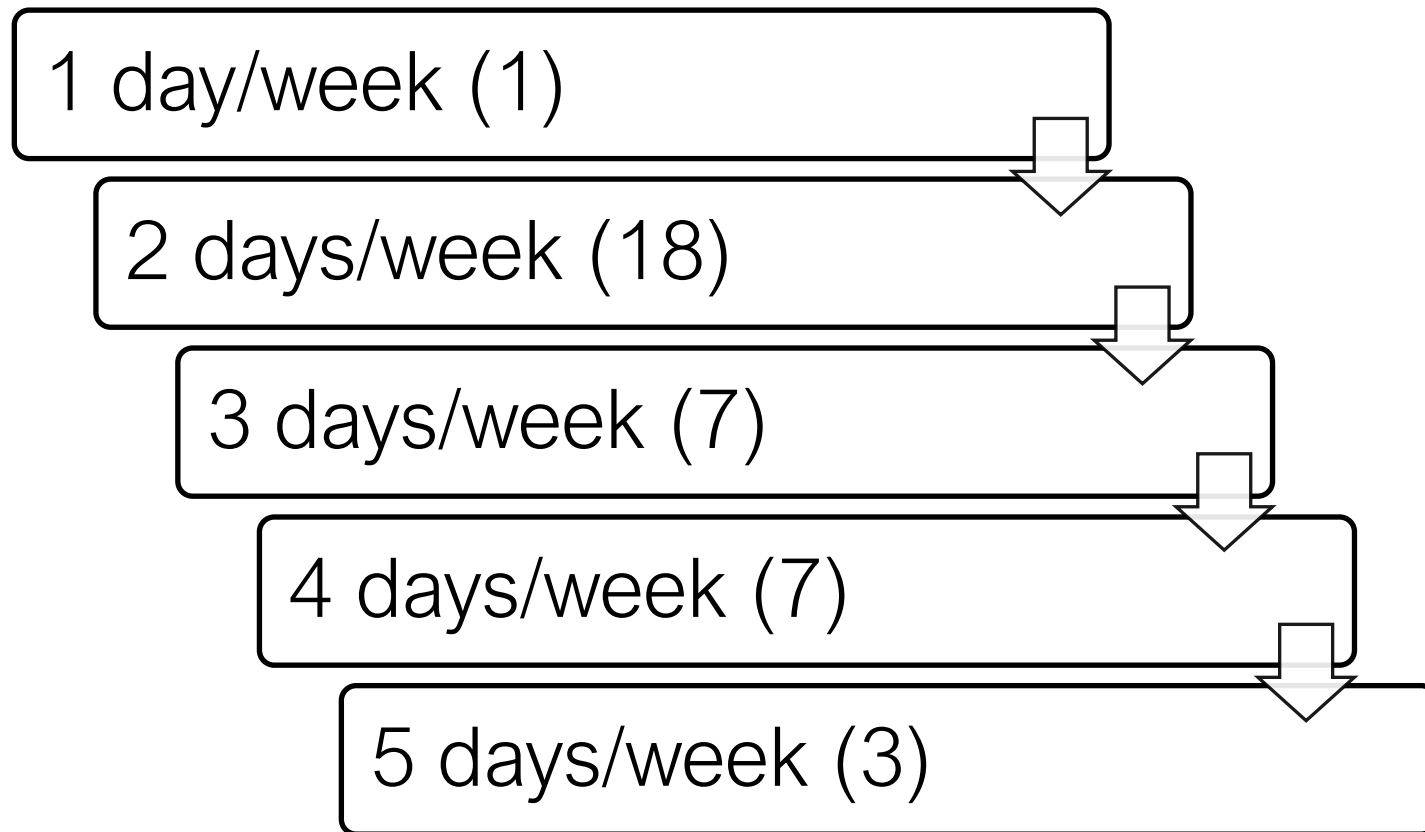 1 day/week (1)
2 days/week (18)
3 days/week (7)
4 days/week (7)
5 days/week (3)